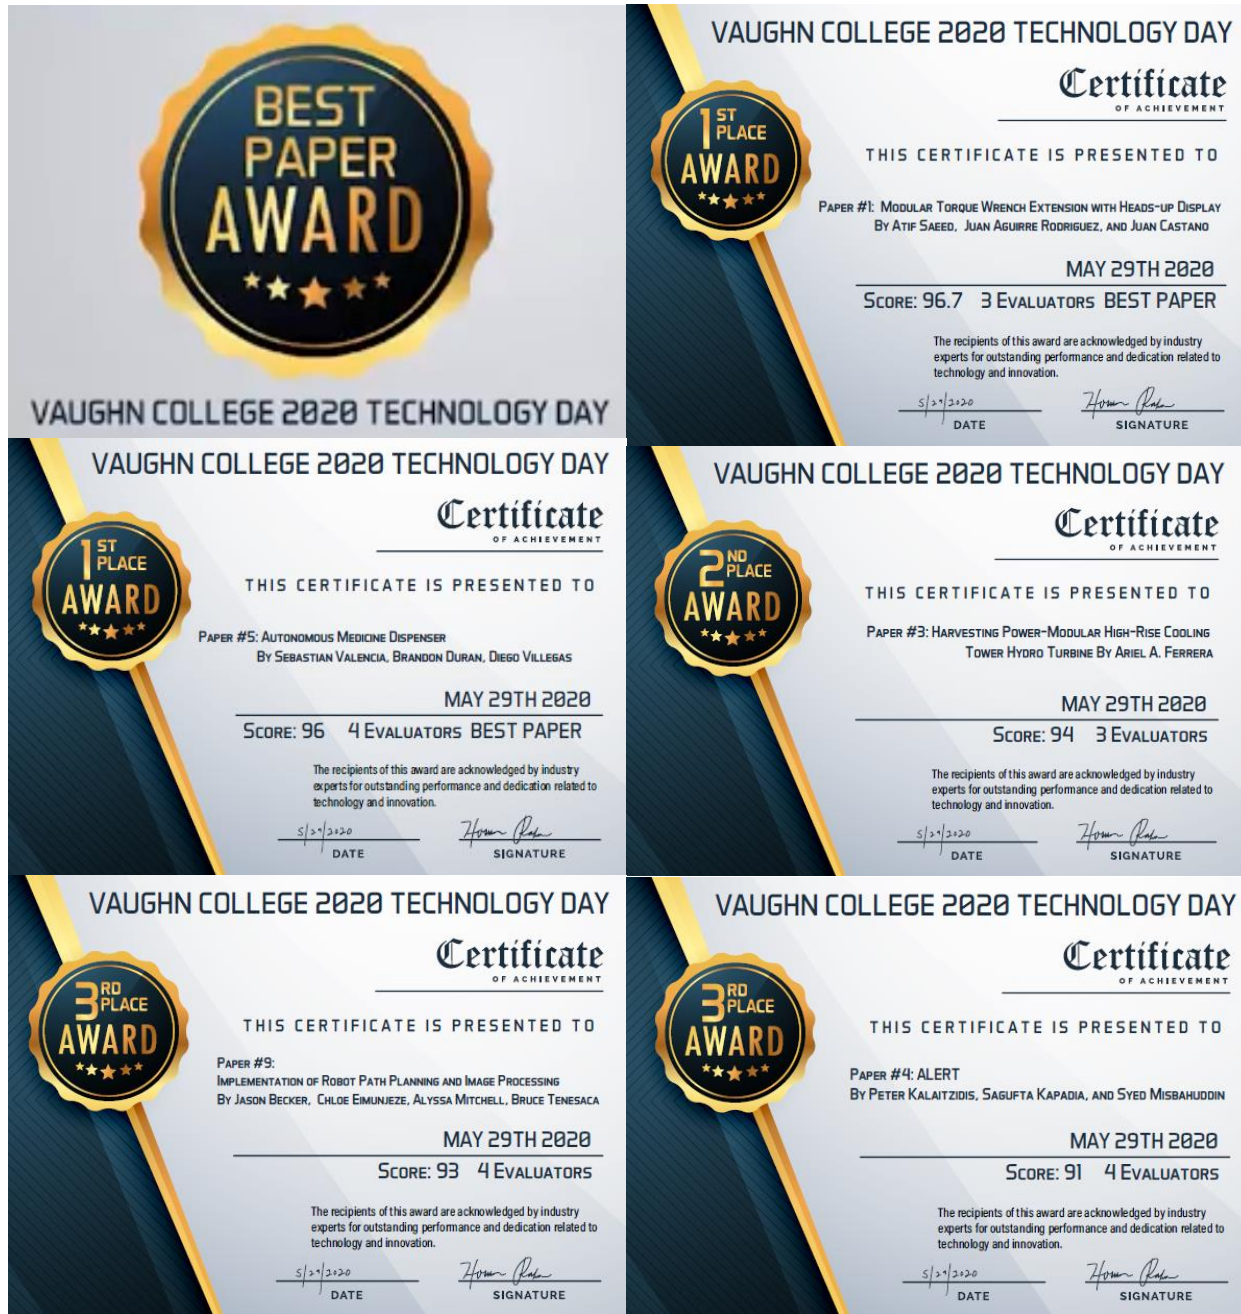 BEST
PAPER
AWARD
VAUGHN COLLEGE 2020 TECHNOLOGY DAY
VAUGHN COLLEGE 2020 TECHNOLOGY DAY
Certificate
OF ACHIEVEMENT
1ST PLACE
AWARD
THIS CERTIFICATE IS PRESENTED TO
PAPER #1: MODULAR TORQUE WRENCH EXTENSION WITH HEADS-UP DISPLAY
BY ATIF SAEED, JUAN AGUIRRE RODRIGUEZ, AND JUAN CASTANO
MAY 29TH 2020
SCORE: 96.7 3 EVALUATORS BEST PAPER
The recipients of this award are acknowledged by industry
experts for outstanding performance and dedication related to
technology and innovation.
5/29/2020
DATE SIGNATURE
VAUGHN COLLEGE 2020 TECHNOLOGY DAY
Certificate
OF ACHIEVEMENT
1ST PLACE
AWARD
THIS CERTIFICATE IS PRESENTED TO
PAPER #5: AUTONOMOUS MEDICINE DISPENSER
BY SEBASTIAN VALENCIA, BRANDON DURAN, DIEGO VILLEGAS
MAY 29TH 2020
SCORE: 96 4 EVALUATORS BEST PAPER
The recipients of this award are acknowledged by industry
experts for outstanding performance and dedication related to
technology and innovation.
5/29/2020
DATE SIGNATURE
VAUGHN COLLEGE 2020 TECHNOLOGY DAY
Certificate
OF ACHIEVEMENT
2ND PLACE
AWARD
THIS CERTIFICATE IS PRESENTED TO
PAPER #3: HARVESTING POWER-MODULAR HIGH-RISE COOLING
TOWER HYDRO TURBINE BY ARIEL A. FERRERA
MAY 29TH 2020
SCORE: 94 3 EVALUATORS
The recipients of this award are acknowledged by industry
experts for outstanding performance and dedication related to
technology and innovation.
5/29/2020
DATE SIGNATURE
VAUGHN COLLEGE 2020 TECHNOLOGY DAY
Certificate
OF ACHIEVEMENT
3RD PLACE
AWARD
THIS CERTIFICATE IS PRESENTED TO
PAPER #9:
IMPLEMENTATION OF ROBOT PATH PLANNING AND IMAGE PROCESSING
BY JASON BECKER, CHLOE EIMUNJEZE, ALYSSA MITCHELL, BRUCE TENESACA
MAY 29TH 2020
SCORE: 93 4 EVALUATORS
The recipients of this award are acknowledged by industry
experts for outstanding performance and dedication related to
technology and innovation.
5/29/2020
DATE SIGNATURE
VAUGHN COLLEGE 2020 TECHNOLOGY DAY
Certificate
OF ACHIEVEMENT
3RD PLACE
AWARD
THIS CERTIFICATE IS PRESENTED TO
PAPER #4: ALERT
BY PETER KALAITZIDIS, SAGUFTA KAPADIA, AND SYED MISBAHUDDIN
MAY 29TH 2020
SCORE: 91 4 EVALUATORS
The recipients of this award are acknowledged by industry
experts for outstanding performance and dedication related to
technology and innovation.
5/29/2020
DATE SIGNATURE